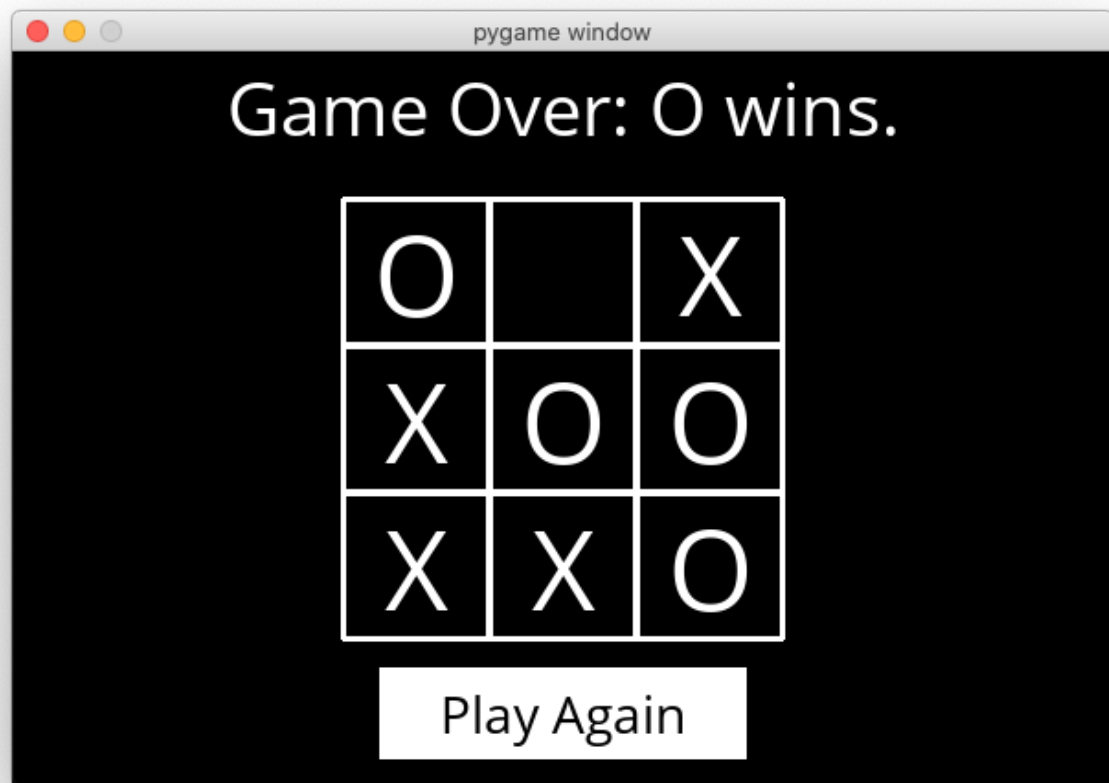 pygame window
Game Over: O wins.
O X
X O O
X X O
Play Again